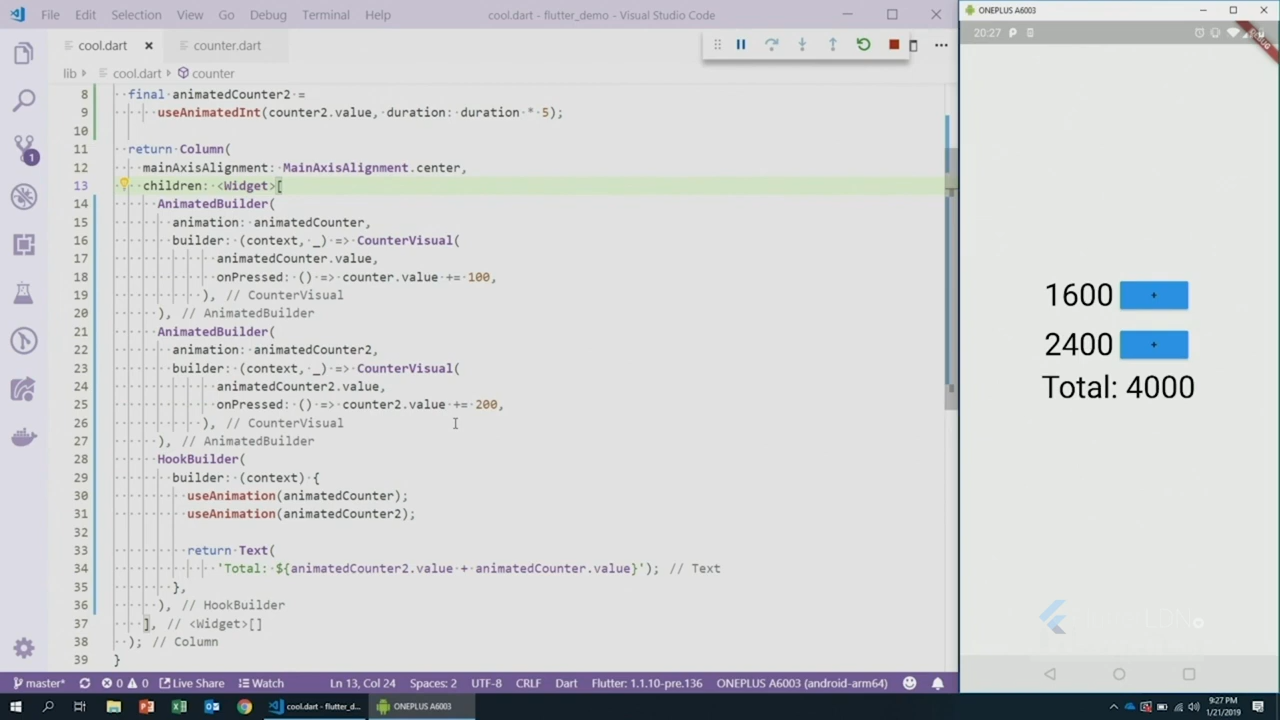 File Edit Selection View Go Debug Terminal Help cool.dart - flutter_demo - Visual Studio Code
ONEPLUS A6003
cool.dart counter.dart
20:27
lib cool.dart counter
8 final animatedCounter2 =
9 useAnimatedInt(counter2.value, duration: duration * 5);
10
11 return Column(
12 mainAxisAlignment: MainAxisAlignment.center,
13 children: <Widget>[
14 AnimatedBuilder(
15 animation: animatedCounter,
16 builder: (context, _) => CounterVisual(
17 animatedCounter.value,
18 onPressed: () => counter.value += 100,
19 ), // CounterVisual
20 ), // AnimatedBuilder
21 AnimatedBuilder(
22 animation: animatedCounter2,
23 builder: (context, _) => CounterVisual(
24 animatedCounter2.value,
25 onPressed: () => counter2.value += 200,
26 ), // CounterVisual
27 ), // AnimatedBuilder
28 HookBuilder(
29 builder: (context) {
30 useAnimation(animatedCounter);
31 useAnimation(animatedCounter2);
32
33 return Text(
34 'Total: ${animatedCounter2.value + animatedCounter.value}'); // Text
35 },
36 ), // HookBuilder
37 ], // <Widget>[]
38 ); // Column
39 }
1600 +
2400 +
Total: 4000
1
master* 0 0 Live Share Watch Ln 13, Col 24 Spaces: 2 UTF-8 CRLF Dart Flutter: 1.1.10-pre.136 ONEPLUS A6003 (android-arm64)
cool.dart - flutter_d... ONEPLUS A6003
9:27 PM
1/21/2019